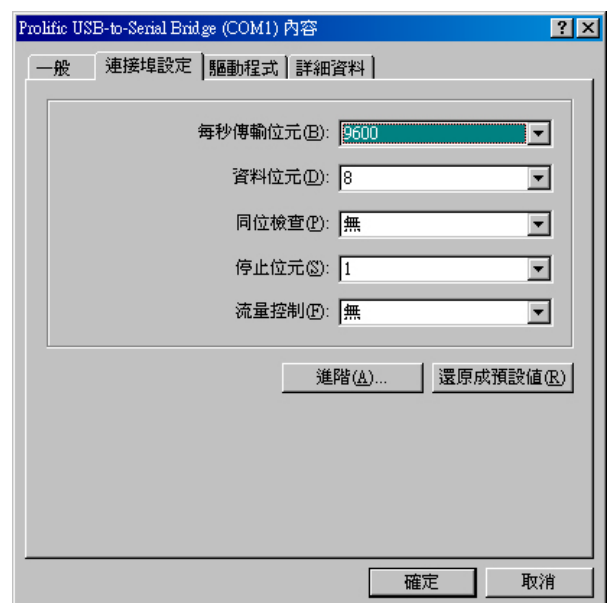 Prolific USB-to-Serial Bridge (COM1) 內容
一般 連接埠設定 驅動程式 詳細資料
每秒傳輸位元(B): 9600
資料位元(D): 8
同位檢查(P): 無
停止位元(S): 1
流量控制(F): 無
進階(A)... 還原成預設值(R)
確定 取消